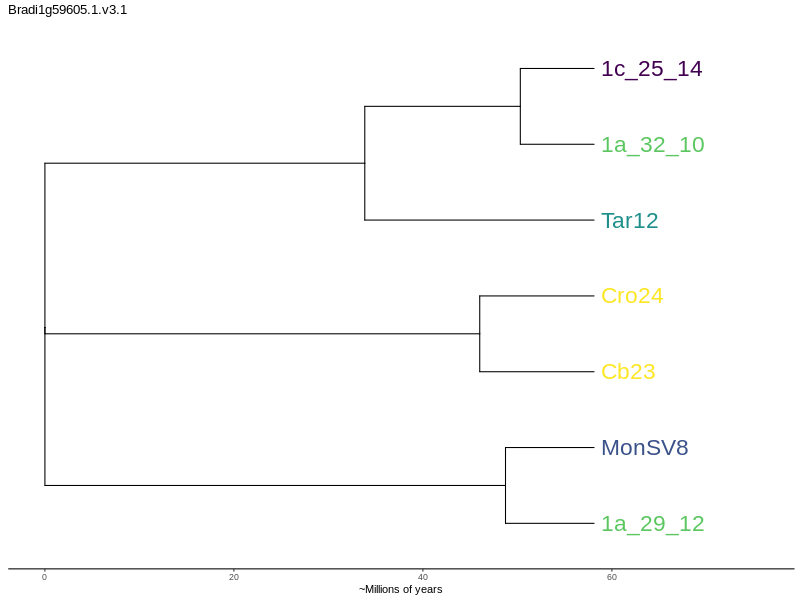 Bradi1g59605.1.v3.1
1c_25_14
1a_32_10
Tar12
Cro24
Cb23
MonSV8
1a_29_12
0 20 40 60
~Millions of years